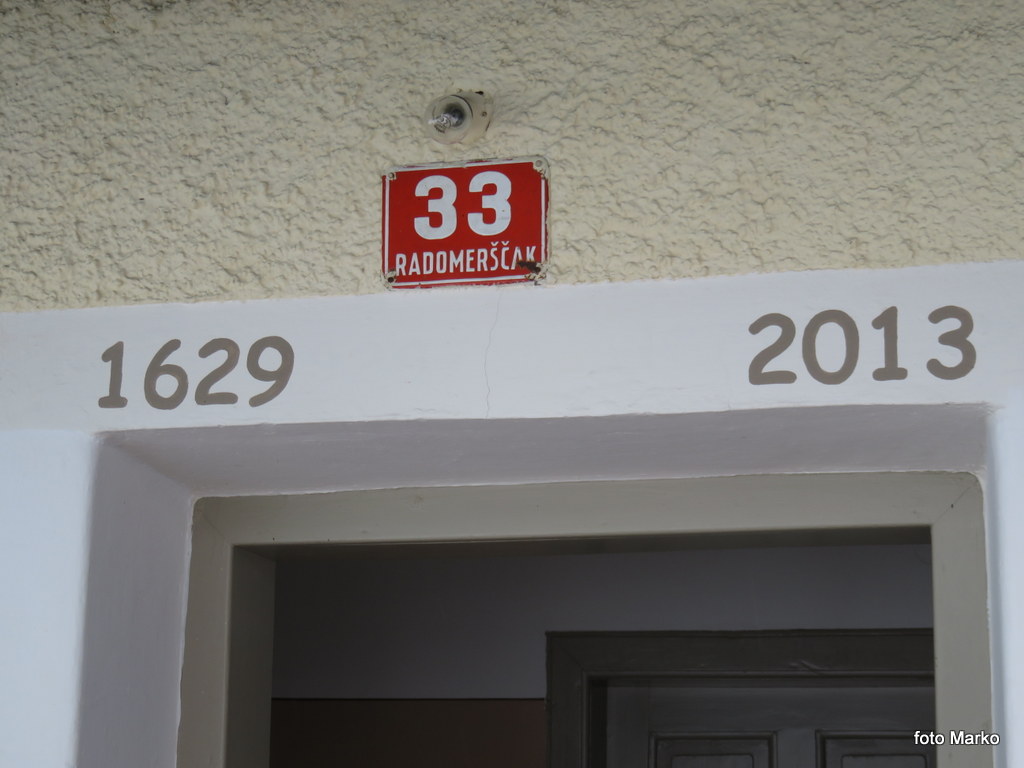 33
RADOMERŠČAK
1629 2013
foto Marko